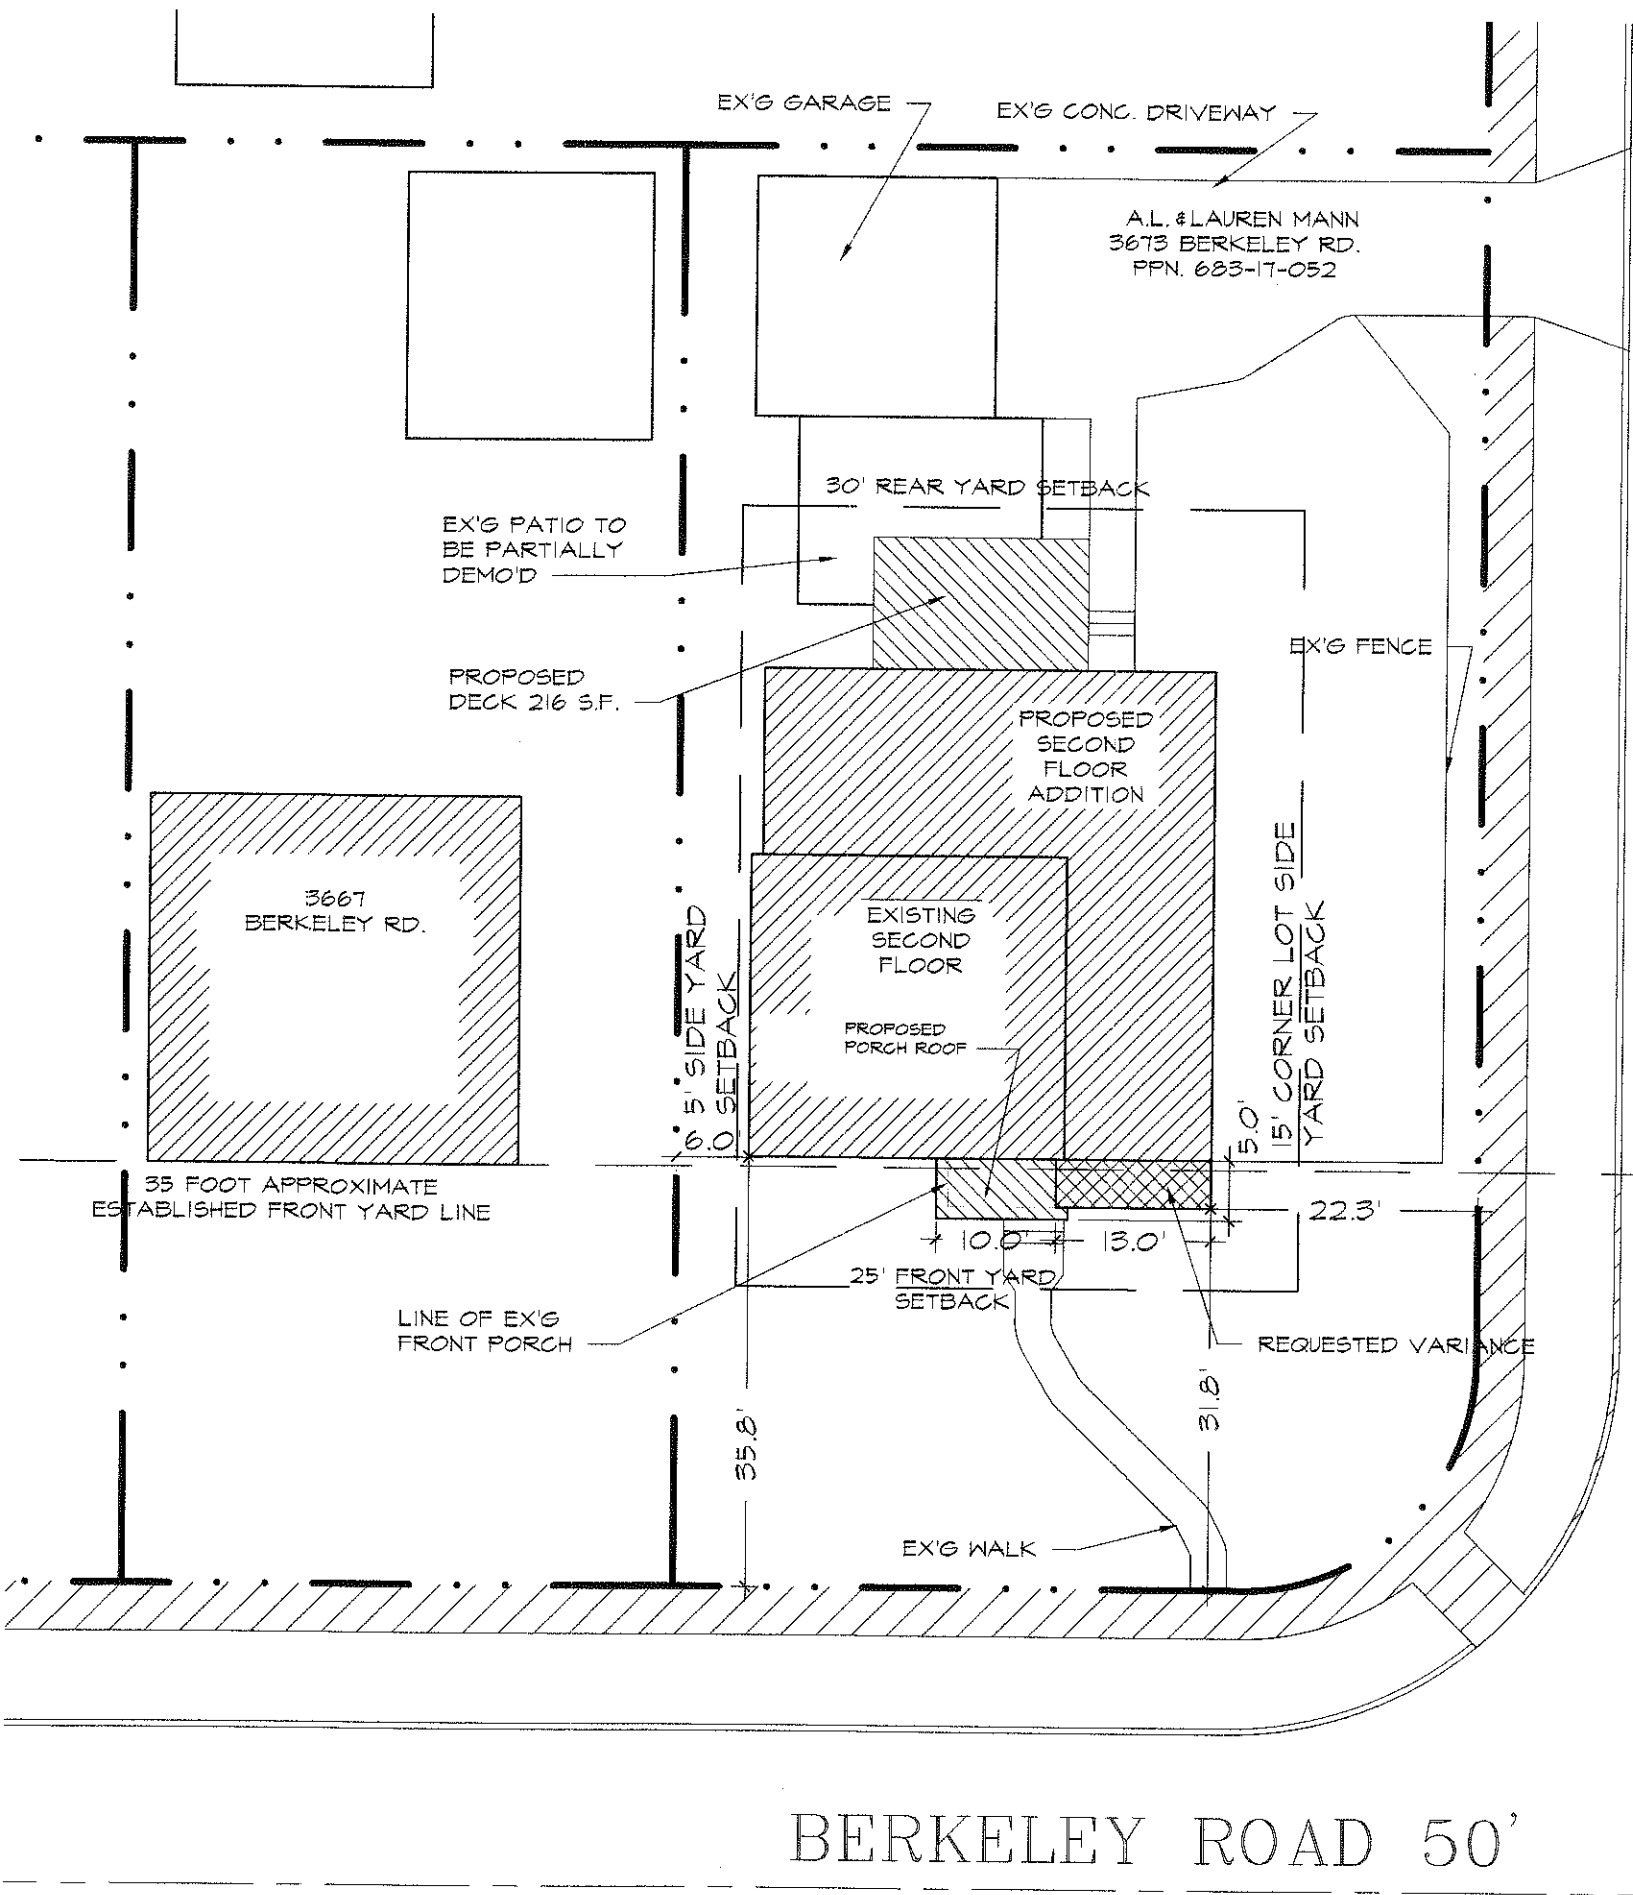 EX'G GARAGE
EX'G CONC. DRIVEWAY
A.L. & LAUREN MANN
3673 BERKELEY RD.
PPN. 683-17-052
30' REAR YARD SETBACK
EX'G PATIO TO
BE PARTIALLY
DEMO'D
EX'G FENCE
PROPOSED
DECK 216 S.F.
PROPOSED
SECOND
FLOOR
ADDITION
3667
BERKELEY RD.
EXISTING
SECOND
FLOOR
PROPOSED
PORCH ROOF
5' SIDE YARD
SETBACK
6.0'
15' CORNER LOT SIDE
YARD SETBACK
5.0'
35 FOOT APPROXIMATE
ESTABLISHED FRONT YARD LINE
22.3'
10.0'
13.0'
25' FRONT YARD
SETBACK
LINE OF EX'G
FRONT PORCH
REQUESTED VARIANCE
35.8'
31.8'
EX'G WALK
BERKELEY ROAD 50'